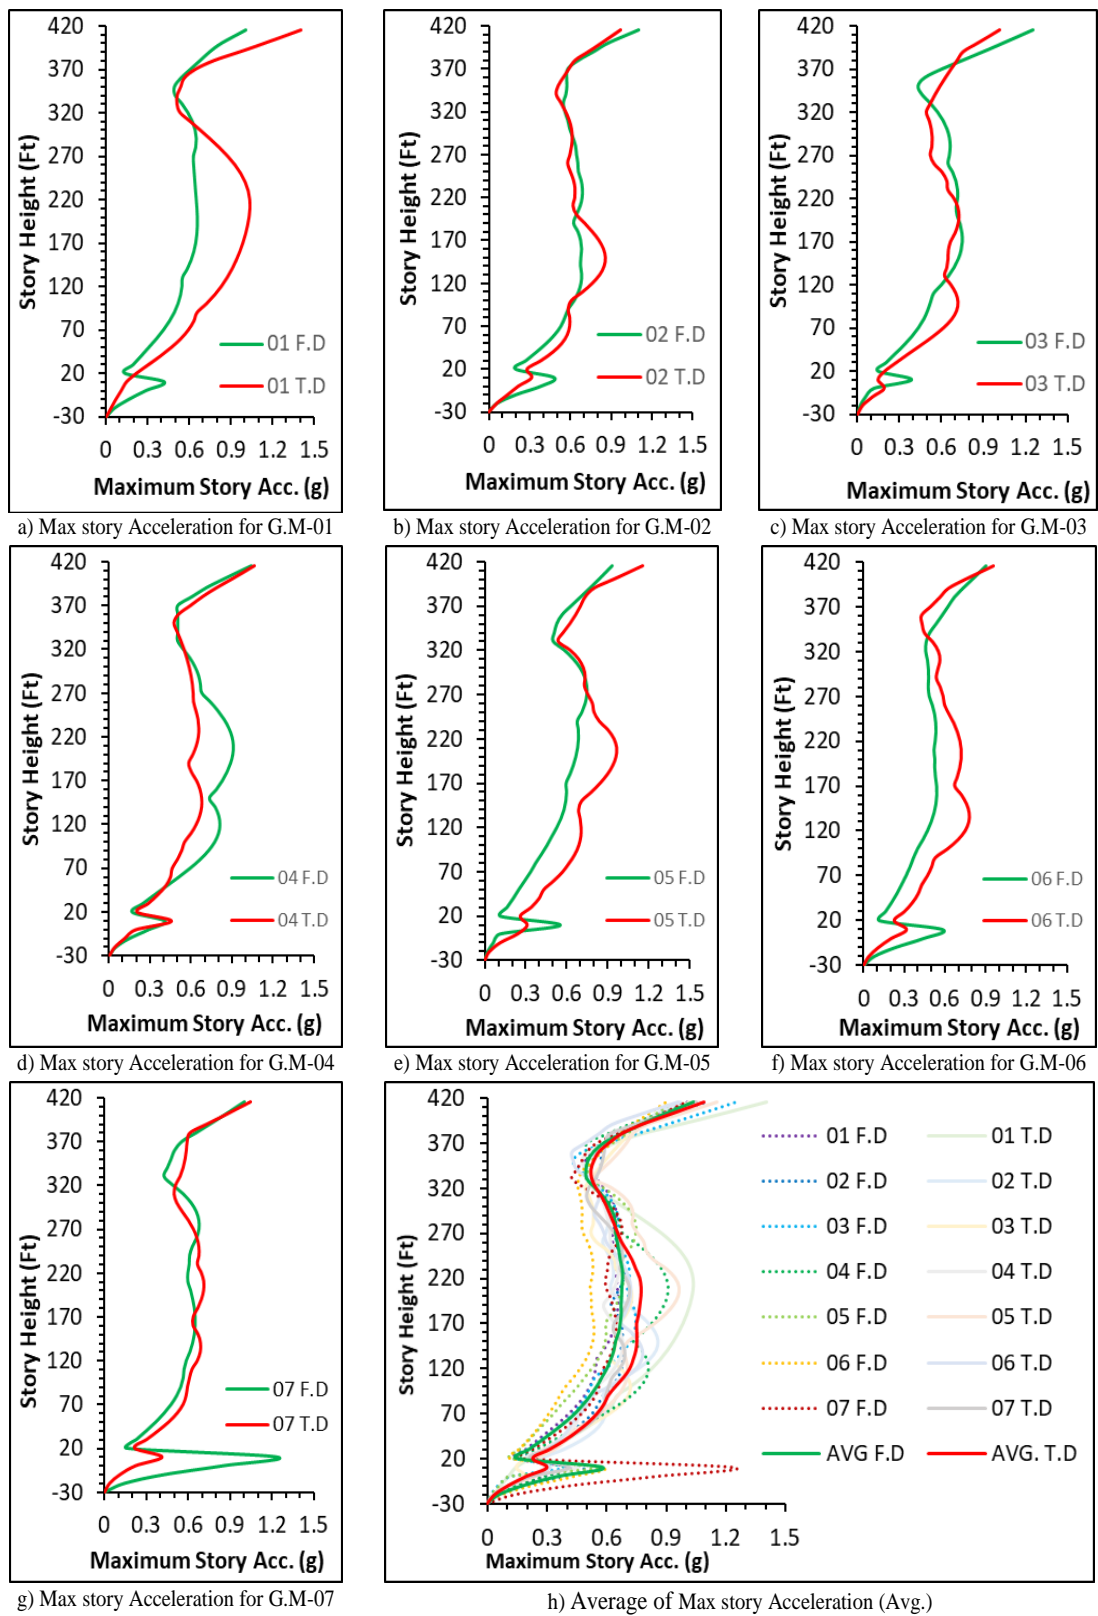 420
370
320
270
220
170
120
70
20
-30
Story Height (Ft)
01 F.D
01 T.D
0 0.3 0.6 0.9 1.2 1.5
Maximum Story Acc. (g)
a) Max story Acceleration for G.M-01
420
370
320
270
220
170
120
70
20
-30
Story Height (Ft)
02 F.D
02 T.D
0 0.3 0.6 0.9 1.2 1.5
Maximum Story Acc. (g)
b) Max story Acceleration for G.M-02
420
370
320
270
220
170
120
70
20
-30
Story Height (Ft)
03 F.D
03 T.D
0 0.3 0.6 0.9 1.2 1.5
Maximum Story Acc. (g)
c) Max story Acceleration for G.M-03
420
370
320
270
220
170
120
70
20
-30
Story Height (Ft)
04 F.D
04 T.D
0 0.3 0.6 0.9 1.2 1.5
Maximum Story Acc. (g)
d) Max story Acceleration for G.M-04
420
370
320
270
220
170
120
70
20
-30
Story Height (Ft)
05 F.D
05 T.D
0 0.3 0.6 0.9 1.2 1.5
Maximum Story Acc. (g)
e) Max story Acceleration for G.M-05
420
370
320
270
220
170
120
70
20
-30
Story Height (Ft)
06 F.D
06 T.D
0 0.3 0.6 0.9 1.2 1.5
Maximum Story Acc. (g)
f) Max story Acceleration for G.M-06
420
370
320
270
220
170
120
70
20
-30
Story Height (Ft)
07 F.D
07 T.D
0 0.3 0.6 0.9 1.2 1.5
Maximum Story Acc. (g)
g) Max story Acceleration for G.M-07
420
370
320
270
220
170
120
70
20
-30
Story Height (Ft)
01 F.D 01 T.D
02 F.D 02 T.D
03 F.D 03 T.D
04 F.D 04 T.D
05 F.D 05 T.D
06 F.D 06 T.D
07 F.D 07 T.D
AVG F.D AVG. T.D
0 0.3 0.6 0.9 1.2 1.5
Maximum Story Acc. (g)
h) Average of Max story Acceleration (Avg.)